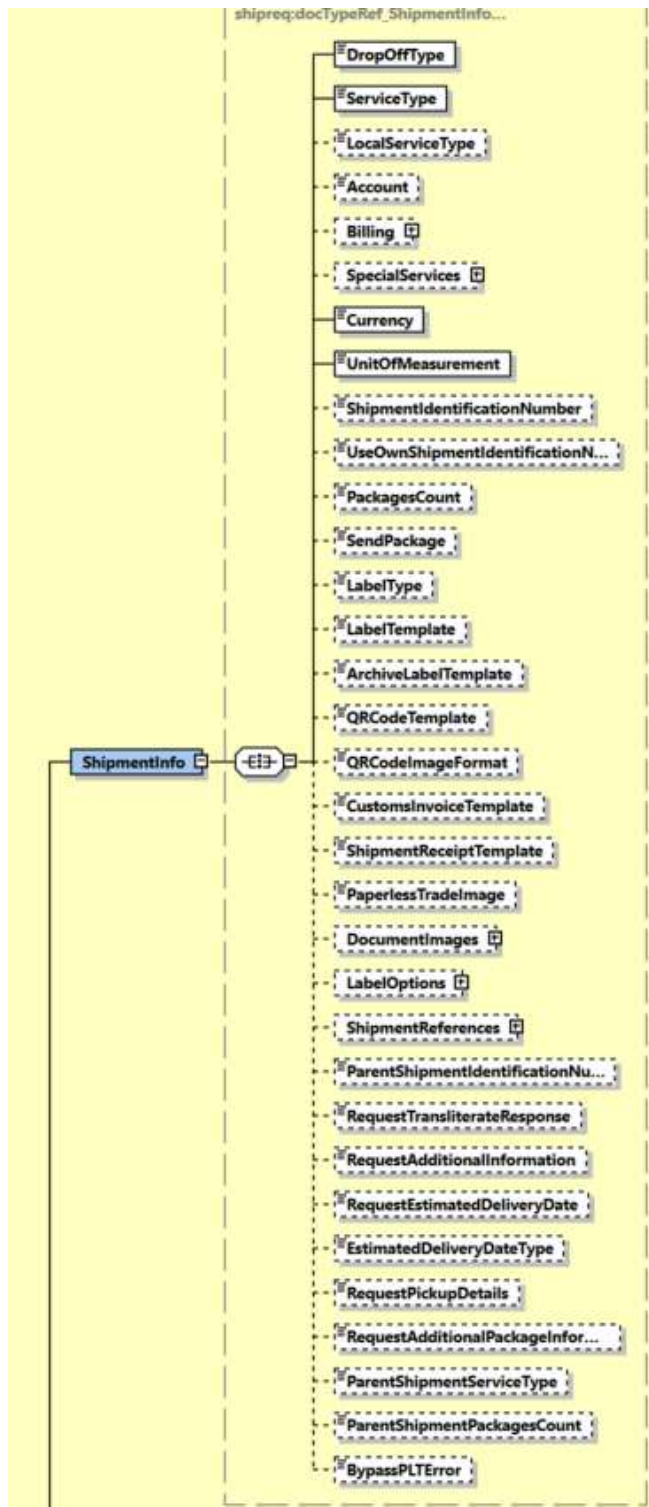 shipreq:docTypeRef_ShipmentInfo...
DropOffType
ServiceType
LocalServiceType
Account
Billing
SpecialServices
Currency
UnitOfMeasurement
ShipmentIdentificationNumber
UseOwnShipmentIdentificationN...
PackagesCount
SendPackage
LabelType
LabelTemplate
ArchiveLabelTemplate
QRCodeTemplate
ShipmentInfo
QRCodeImageFormat
CustomsInvoiceTemplate
ShipmentReceiptTemplate
PaperlessTradeImage
DocumentImages
LabelOptions
ShipmentReferences
ParentShipmentIdentificationNu...
RequestTransliterateResponse
RequestAdditionalInformation
RequestEstimatedDeliveryDate
EstimatedDeliveryDateType
RequestPickupDetails
RequestAdditionalPackageInfor...
ParentShipmentServiceType
ParentShipmentPackagesCount
BypassPLTError